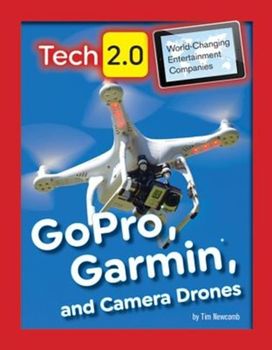 Tech 2.0
World-Changing
Entertainment
Companies
GoPro,
Garmin,
and Camera Drones
by Tim Newcomb